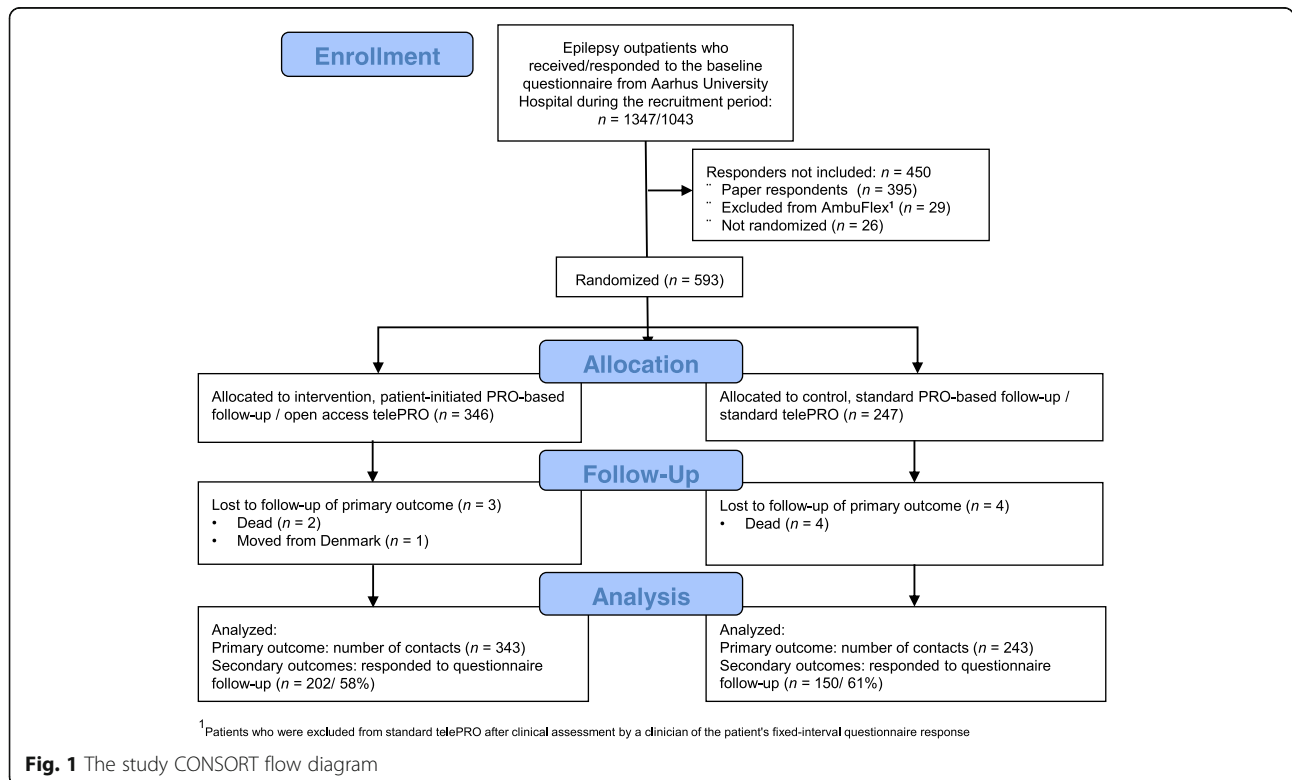 Enrollment
Epilepsy outpatients who
received/responded to the baseline
questionnaire from Aarhus University
Hospital during the recruitment period:
n = 1347/1043
Responders not included: n = 450
¨ Paper respondents (n = 395)
¨ Excluded from AmbuFlex¹ (n = 29)
¨ Not randomized (n = 26)
Randomized (n = 593)
Allocation
Allocated to intervention, patient-initiated PRO-based
follow-up / open access telePRO (n = 346)
Allocated to control, standard PRO-based follow-up /
standard telePRO (n = 247)
Follow-Up
Lost to follow-up of primary outcome (n = 3)
• Dead (n = 2)
• Moved from Denmark (n = 1)
Lost to follow-up of primary outcome (n = 4)
• Dead (n = 4)
Analysis
Analyzed:
Primary outcome: number of contacts (n = 343)
Secondary outcomes: responded to questionnaire
follow-up (n = 202/ 58%)
Analyzed:
Primary outcome: number of contacts (n = 243)
Secondary outcomes: responded to questionnaire
follow-up (n = 150/ 61%)
¹Patients who were excluded from standard telePRO after clinical assessment by a clinician of the patient's fixed-interval questionnaire response
Fig. 1 The study CONSORT flow diagram